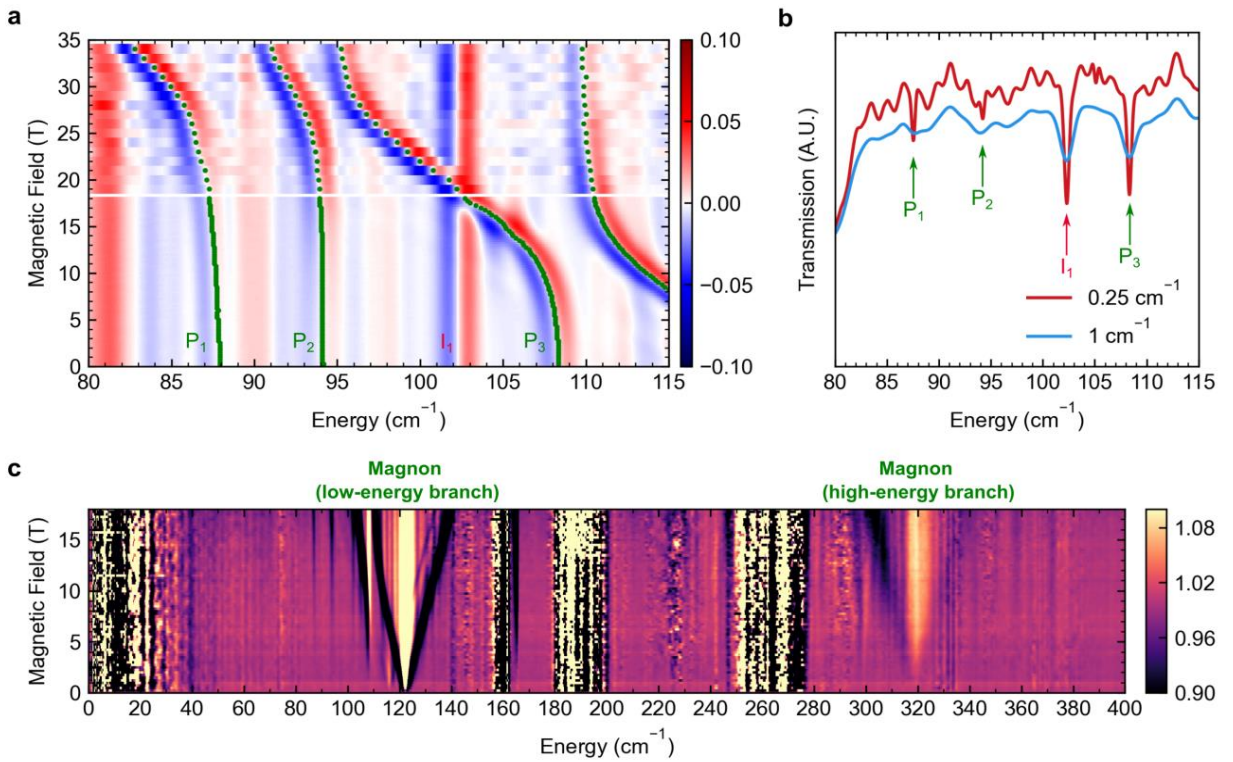 a
35
30
25
20
15
10
5
0
Magnetic Field (T)
P₁
P₂
I₁
P₃
80 85 90 95 100 105 110 115
Energy (cm⁻¹)
0.10
0.05
0.00
−0.05
−0.10
b
Transmission (A.U.)
P₁
P₂
I₁
P₃
0.25 cm⁻¹
1 cm⁻¹
80 85 90 95 100 105 110 115
Energy (cm⁻¹)
c
Magnon
(low-energy branch)
Magnon
(high-energy branch)
15
10
5
0
Magnetic Field (T)
0 20 40 60 80 100 120 140 160 180 200 220 240 260 280 300 320 340 360 380 400
Energy (cm⁻¹)
1.08
1.02
0.96
0.90